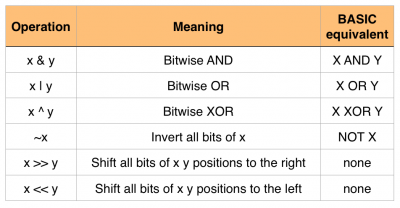 Operation Meaning BASIC equivalent
x & y Bitwise AND X AND Y
x | y Bitwise OR X OR Y
x ^ y Bitwise XOR X XOR Y
~x Invert all bits of x NOT X
x >> y Shift all bits of x y positions to the right none
x << y Shift all bits of x y positions to the left none